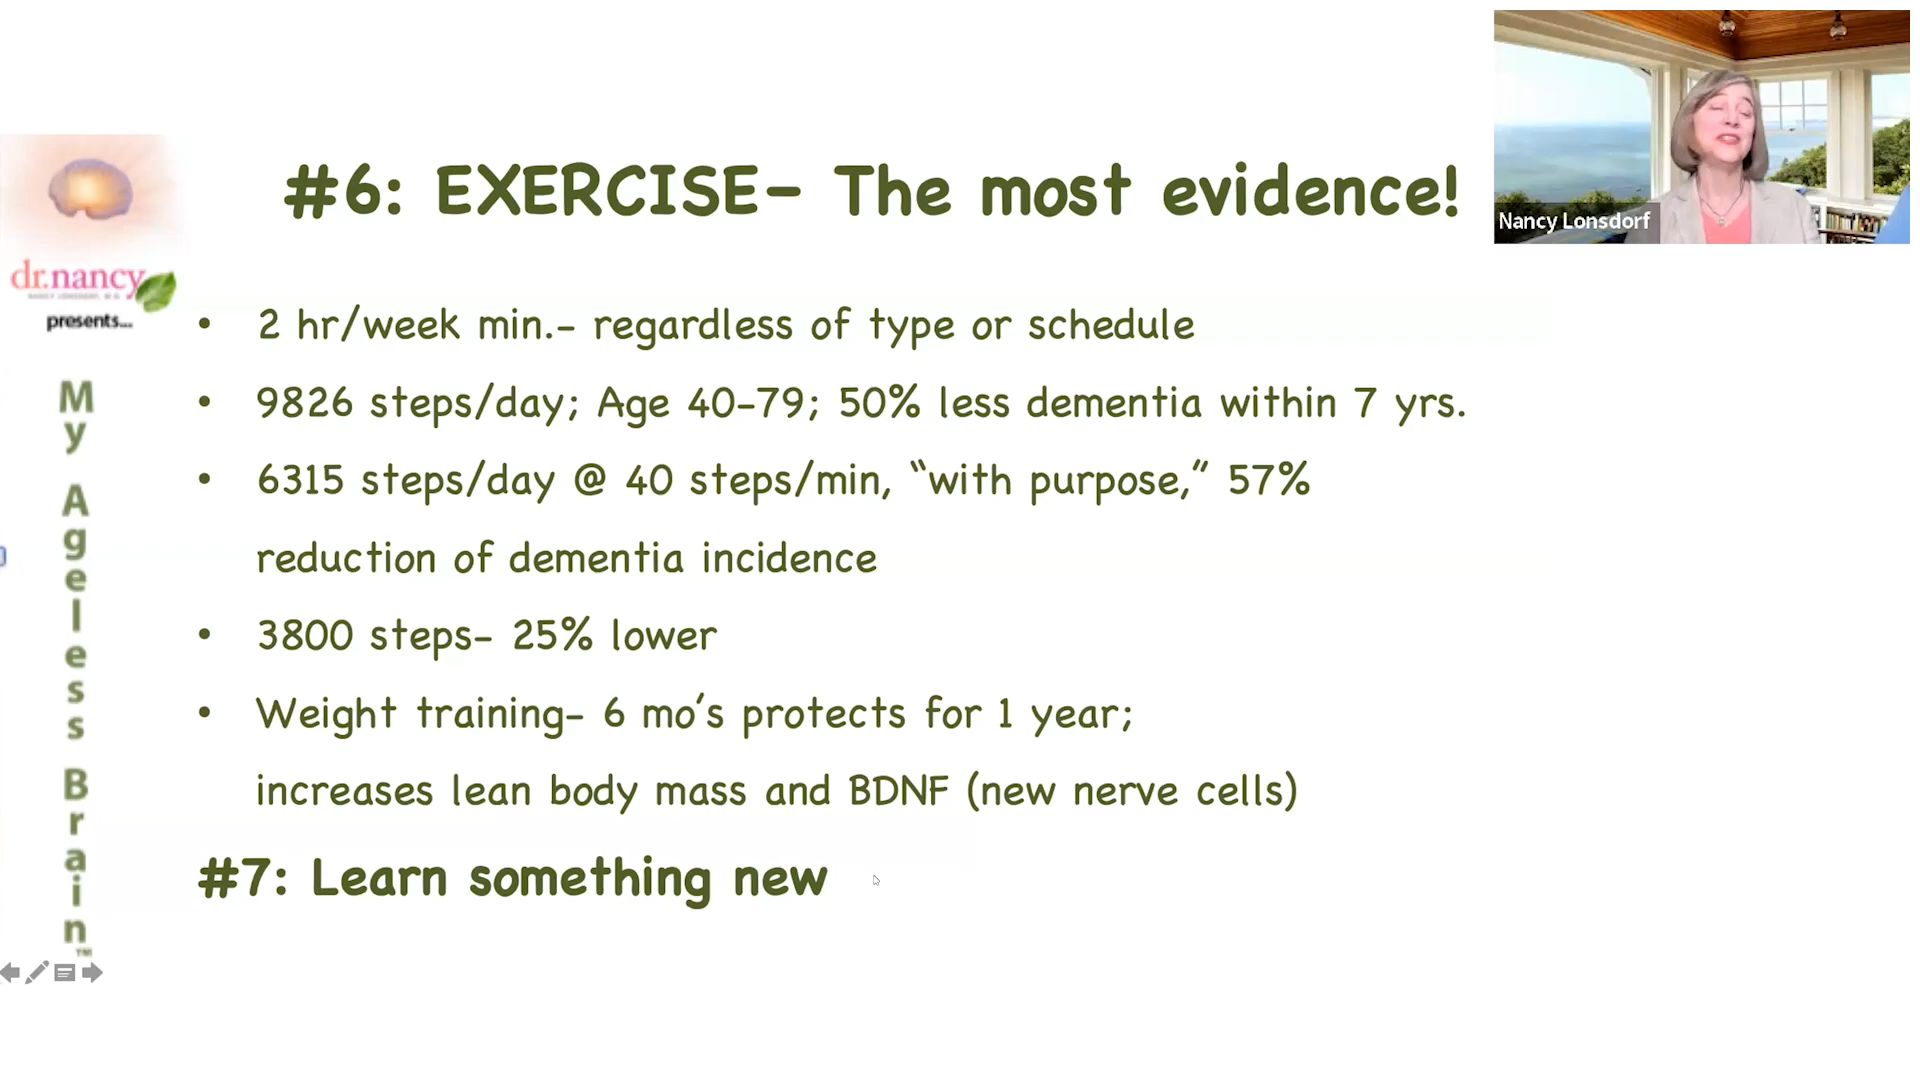 #6: EXERCISE– The most evidence!
Nancy Lonsdorf
dr.nancy
NANCY LONSDORF, M.D.
presents...
My Ageless Brain™
• 2 hr/week min.– regardless of type or schedule
• 9826 steps/day; Age 40–79; 50% less dementia within 7 yrs.
• 6315 steps/day @ 40 steps/min, “with purpose,” 57%
reduction of dementia incidence
• 3800 steps– 25% lower
• Weight training– 6 mo’s protects for 1 year;
increases lean body mass and BDNF (new nerve cells)
#7: Learn something new